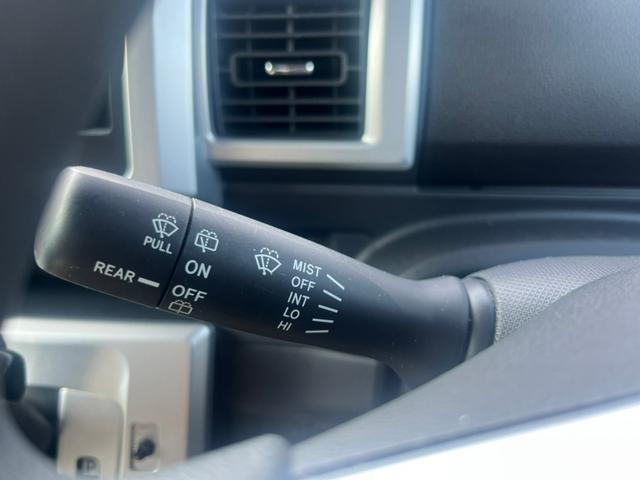 PULL
REAR
ON
OFF
MIST
OFF
INT
LO
HI
P